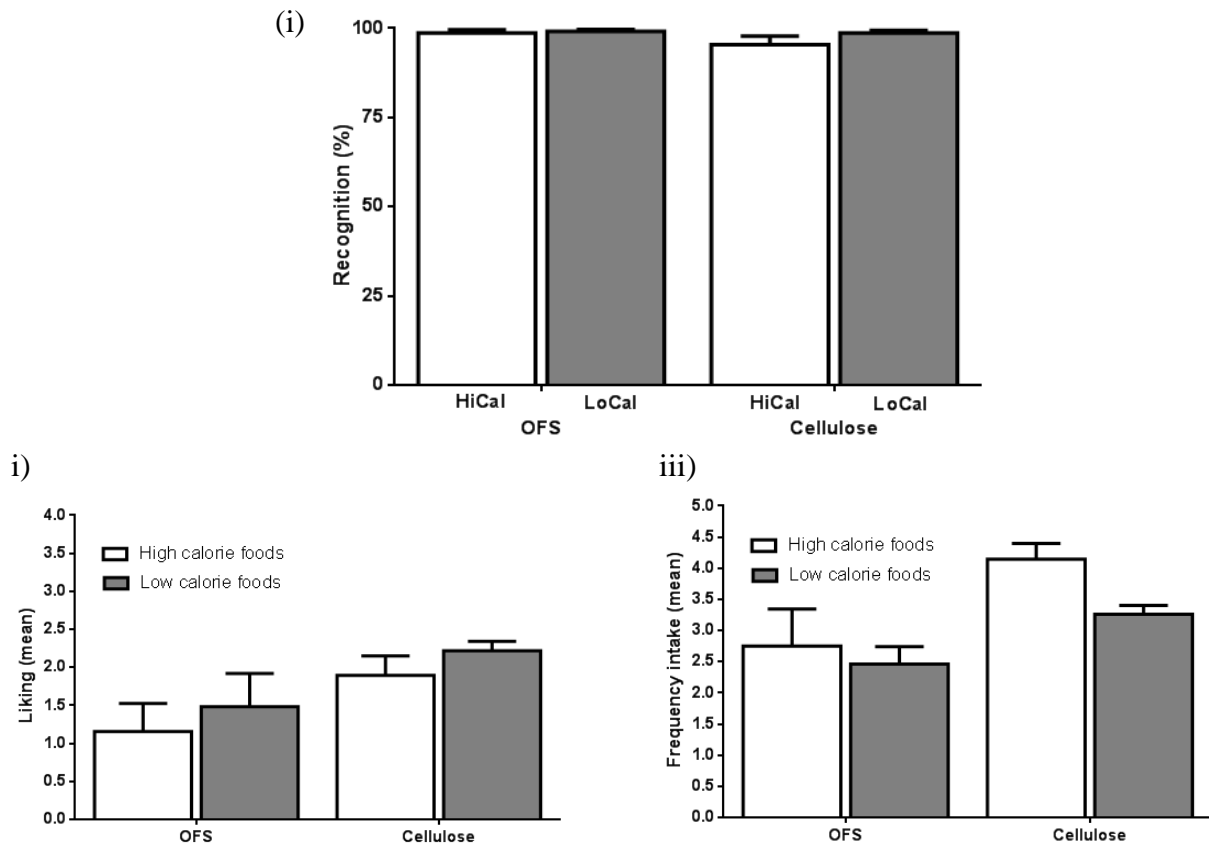 (i)
100
75
50
25
0
Recognition (%)
HiCal LoCal HiCal LoCal
OFS Cellulose
i)
4.0
3.5
3.0
2.5
2.0
1.5
1.0
0.5
0.0
Liking (mean)
High calorie foods
Low calorie foods
OFS Cellulose
iii)
5.0
4.5
4.0
3.5
3.0
2.5
2.0
1.5
1.0
0.5
0.0
Frequency intake (mean)
High calorie foods
Low calorie foods
OFS Cellulose